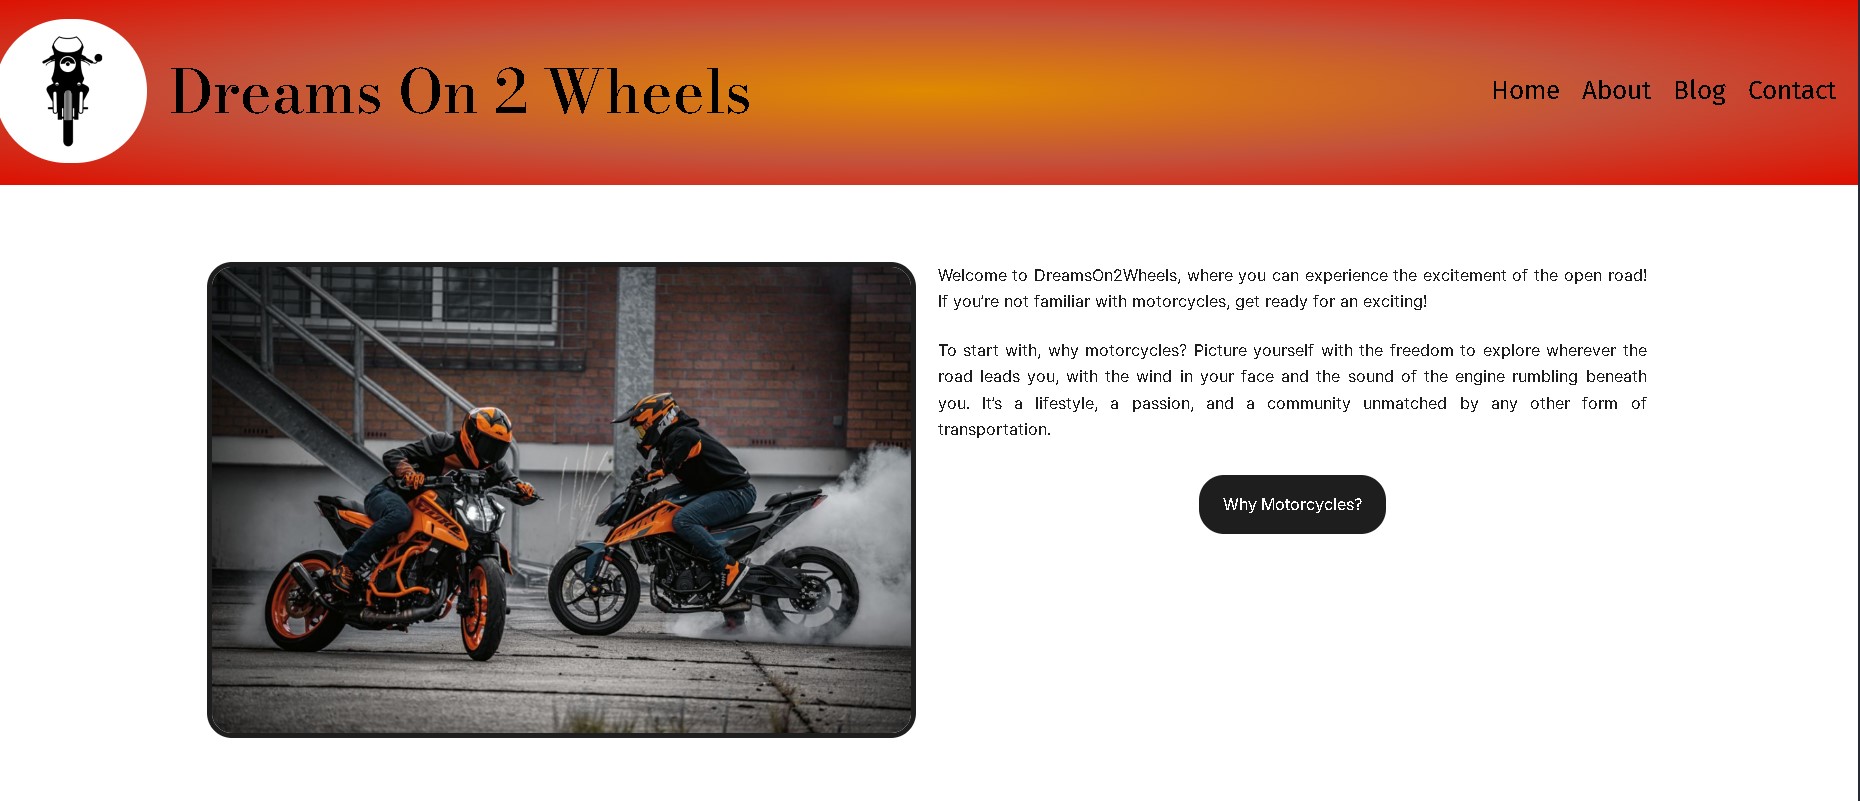 Dreams On 2 Wheels
Home About Blog Contact
Welcome to DreamsOn2Wheels, where you can experience the excitement of the open road!
If you're not familiar with motorcycles, get ready for an exciting!
To start with, why motorcycles? Picture yourself with the freedom to explore wherever the
road leads you, with the wind in your face and the sound of the engine rumbling beneath
you. It's a lifestyle, a passion, and a community unmatched by any other form of
transportation.
Why Motorcycles?